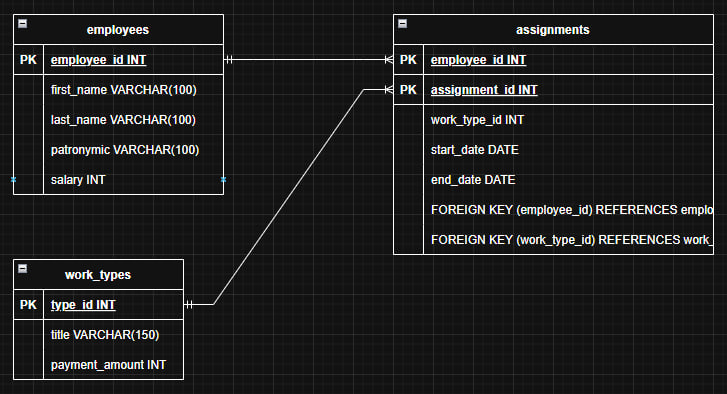 employees
PK employee_id INT
first_name VARCHAR(100)
last_name VARCHAR(100)
patronymic VARCHAR(100)
salary INT
assignments
PK employee_id INT
PK assignment_id INT
work_type_id INT
start_date DATE
end_date DATE
FOREIGN KEY (employee_id) REFERENCES emplo
FOREIGN KEY (work_type_id) REFERENCES work_
work_types
PK type_id INT
title VARCHAR(150)
payment_amount INT